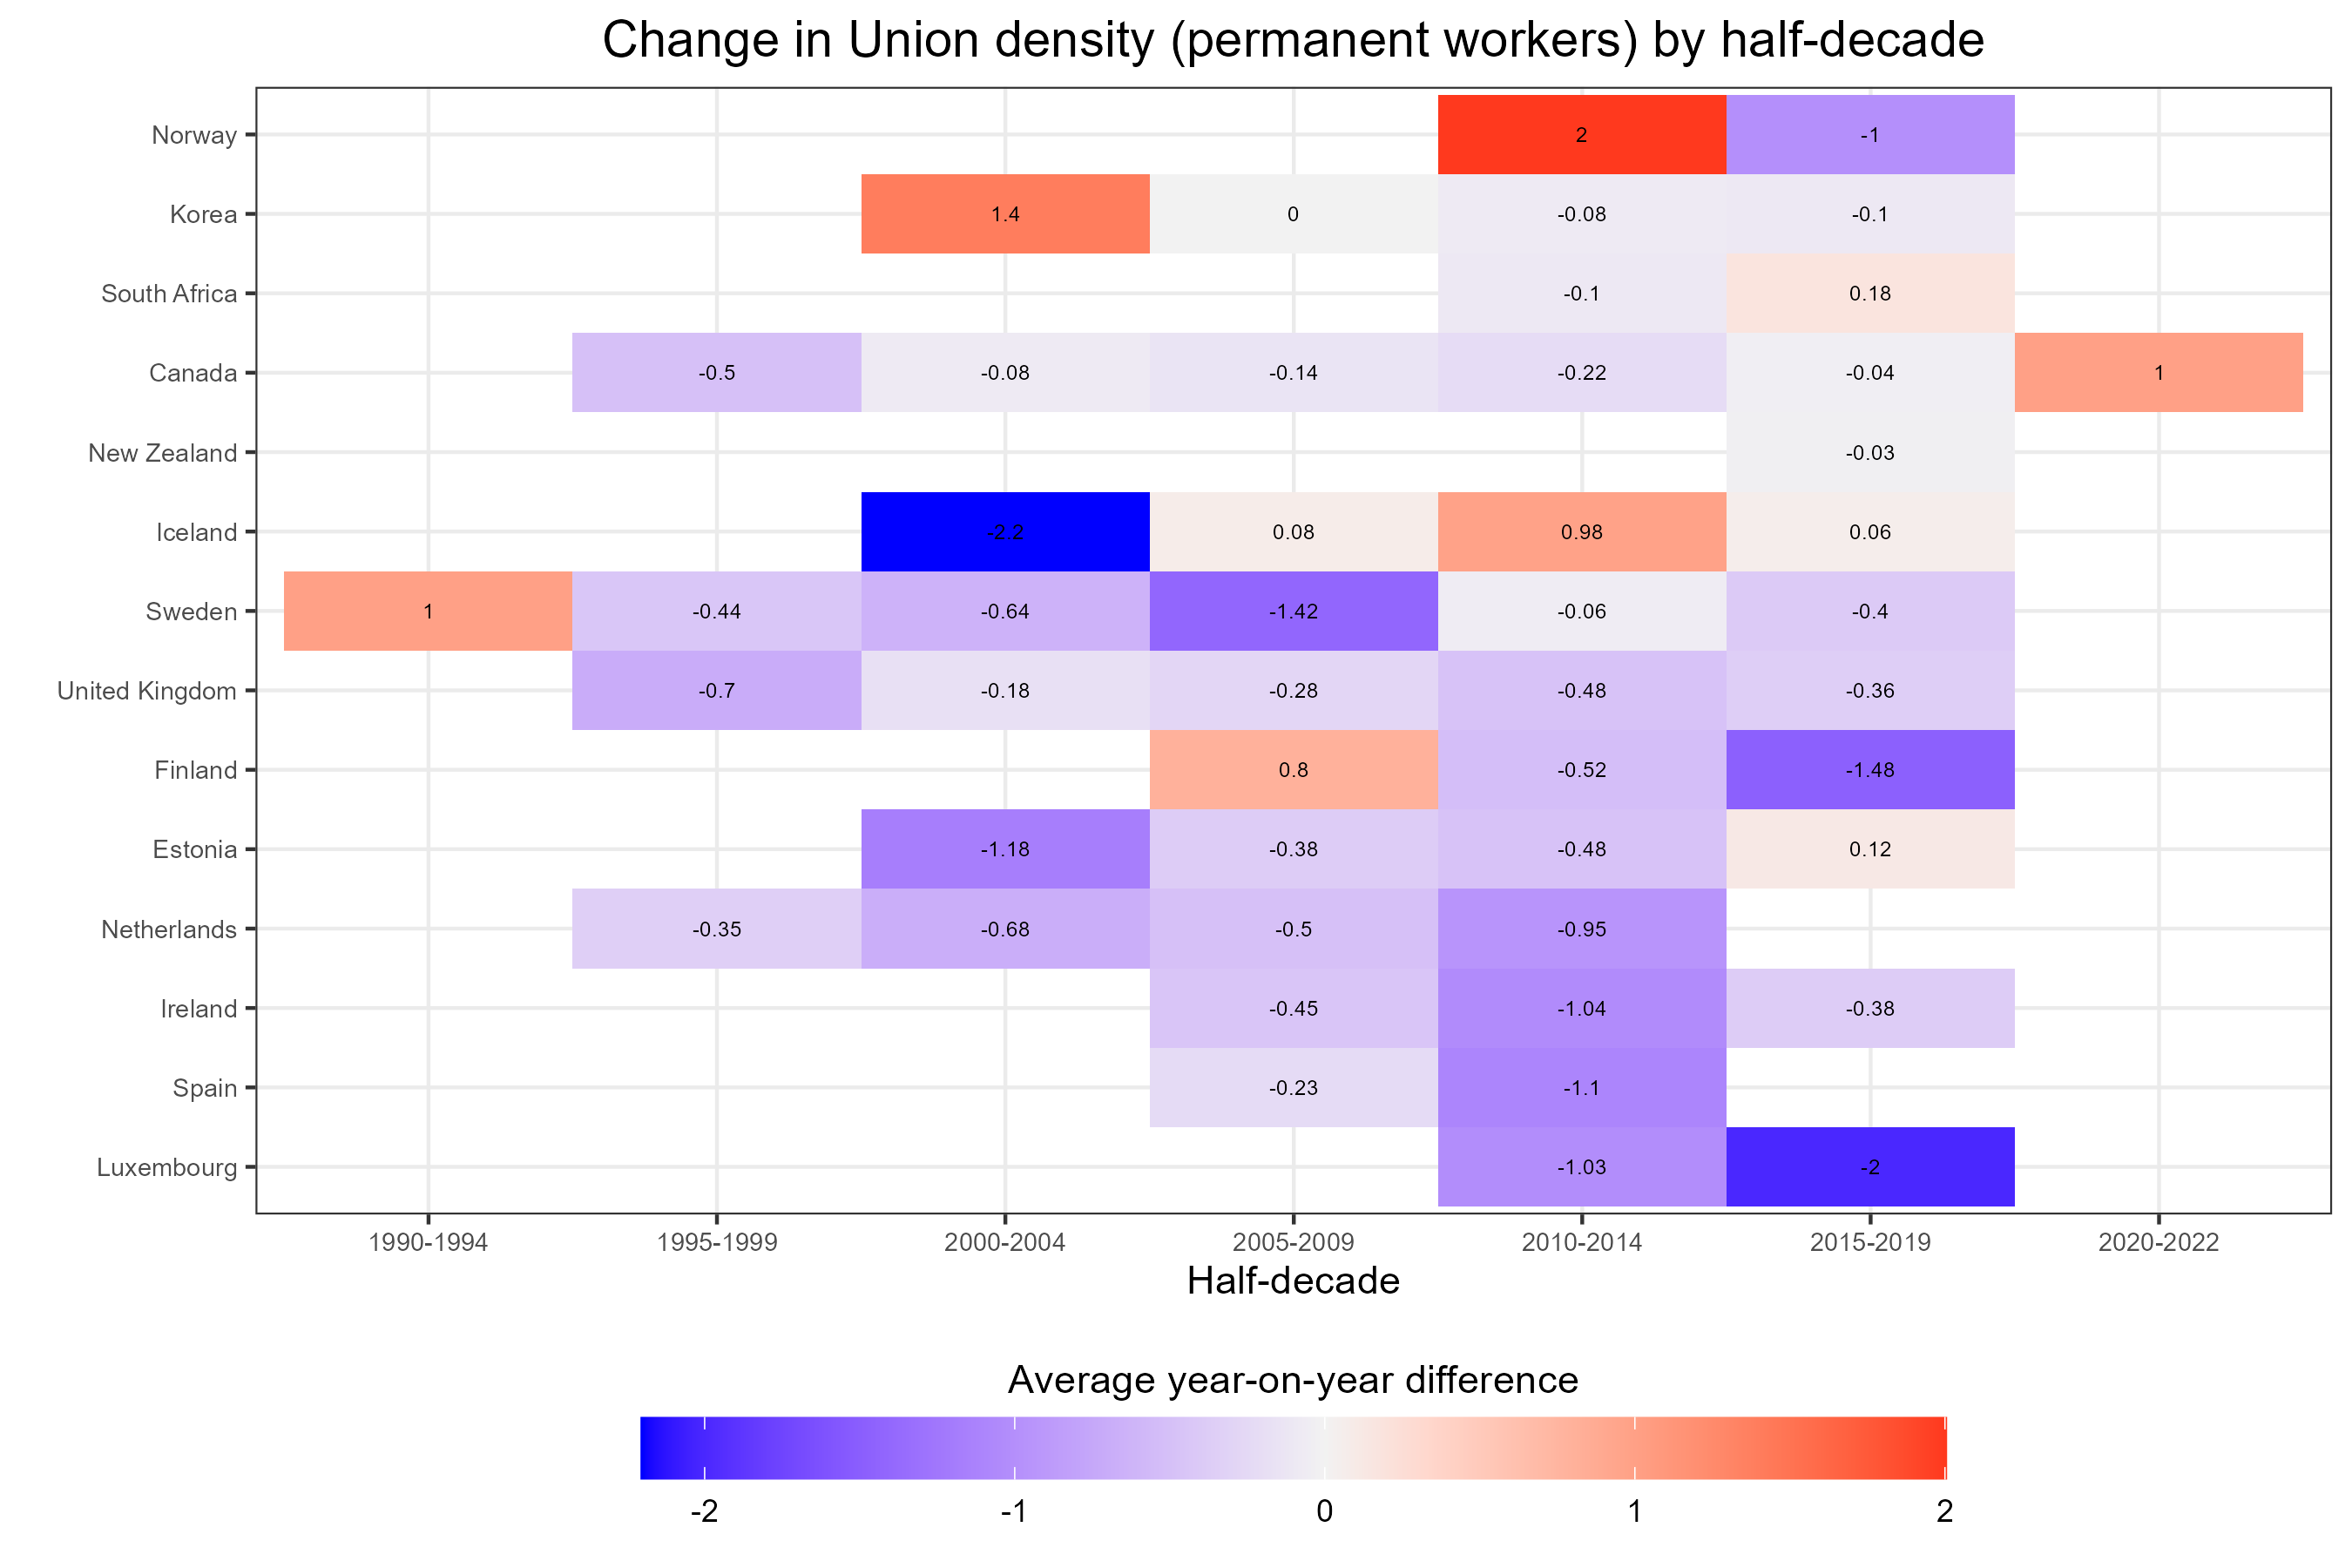 Change in Union density (permanent workers) by half-decade
Norway 2 -1
Korea 1.4 0 -0.08 -0.1
South Africa -0.1 0.18
Canada -0.5 -0.08 -0.14 -0.22 -0.04 1
New Zealand -0.03
Iceland -2.2 0.08 0.98 0.06
Sweden 1 -0.44 -0.64 -1.42 -0.06 -0.4
United Kingdom -0.7 -0.18 -0.28 -0.48 -0.36
Finland 0.8 -0.52 -1.48
Estonia -1.18 -0.38 -0.48 0.12
Netherlands -0.35 -0.68 -0.5 -0.95
Ireland -0.45 -1.04 -0.38
Spain -0.23 -1.1
Luxembourg -1.03 -2
1990-1994 1995-1999 2000-2004 2005-2009 2010-2014 2015-2019 2020-2022
Half-decade
Average year-on-year difference
-2 -1 0 1 2